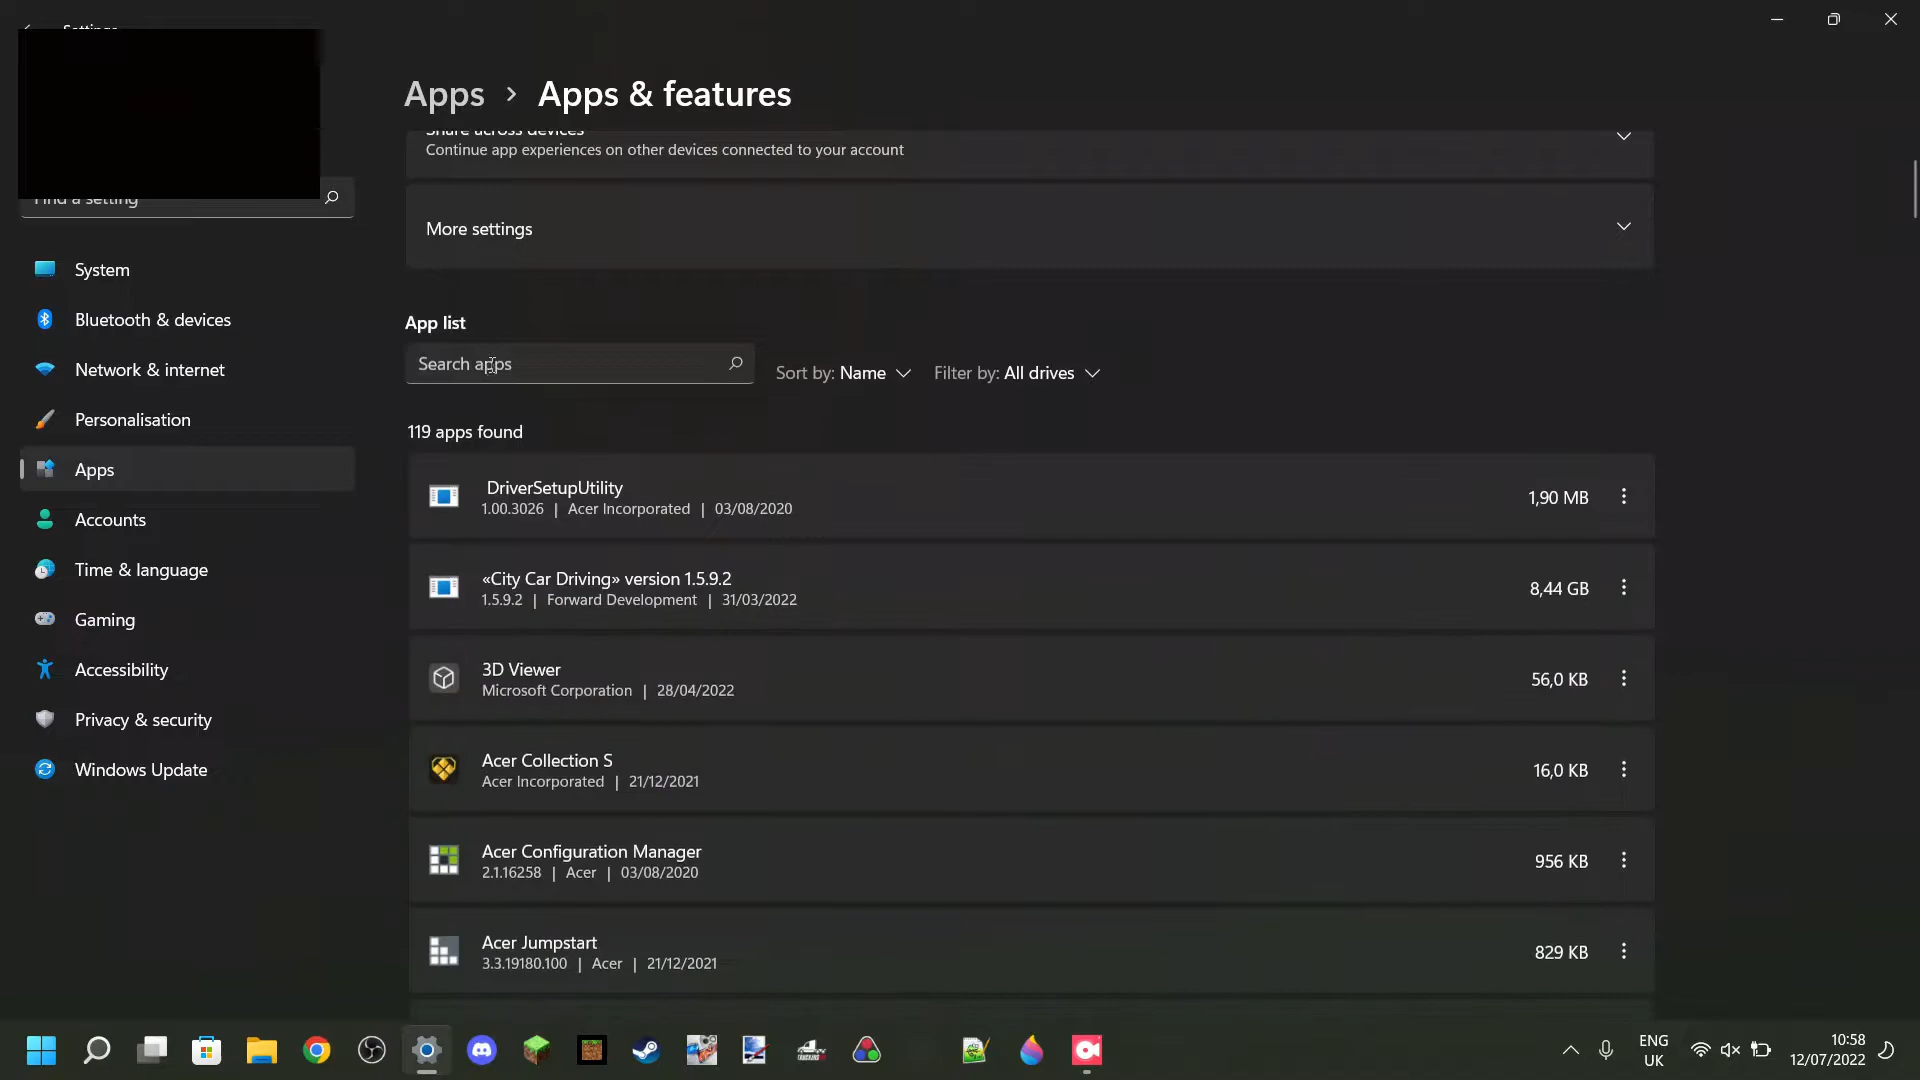 Settings
Find a setting
System
Bluetooth & devices
Network & internet
Personalisation
Apps
Accounts
Time & language
Gaming
Accessibility
Privacy & security
Windows Update
Apps > Apps & features
Share across devices
Continue app experiences on other devices connected to your account
More settings
App list
Search apps
Sort by: Name
Filter by: All drives
119 apps found
DriverSetupUtility
1.00.3026 | Acer Incorporated | 03/08/2020
1,90 MB
«City Car Driving» version 1.5.9.2
1.5.9.2 | Forward Development | 31/03/2022
8,44 GB
3D Viewer
Microsoft Corporation | 28/04/2022
56,0 KB
Acer Collection S
Acer Incorporated | 21/12/2021
16,0 KB
Acer Configuration Manager
2.1.16258 | Acer | 03/08/2020
956 KB
Acer Jumpstart
3.3.19180.100 | Acer | 21/12/2021
829 KB
ENG
UK
10:58
12/07/2022